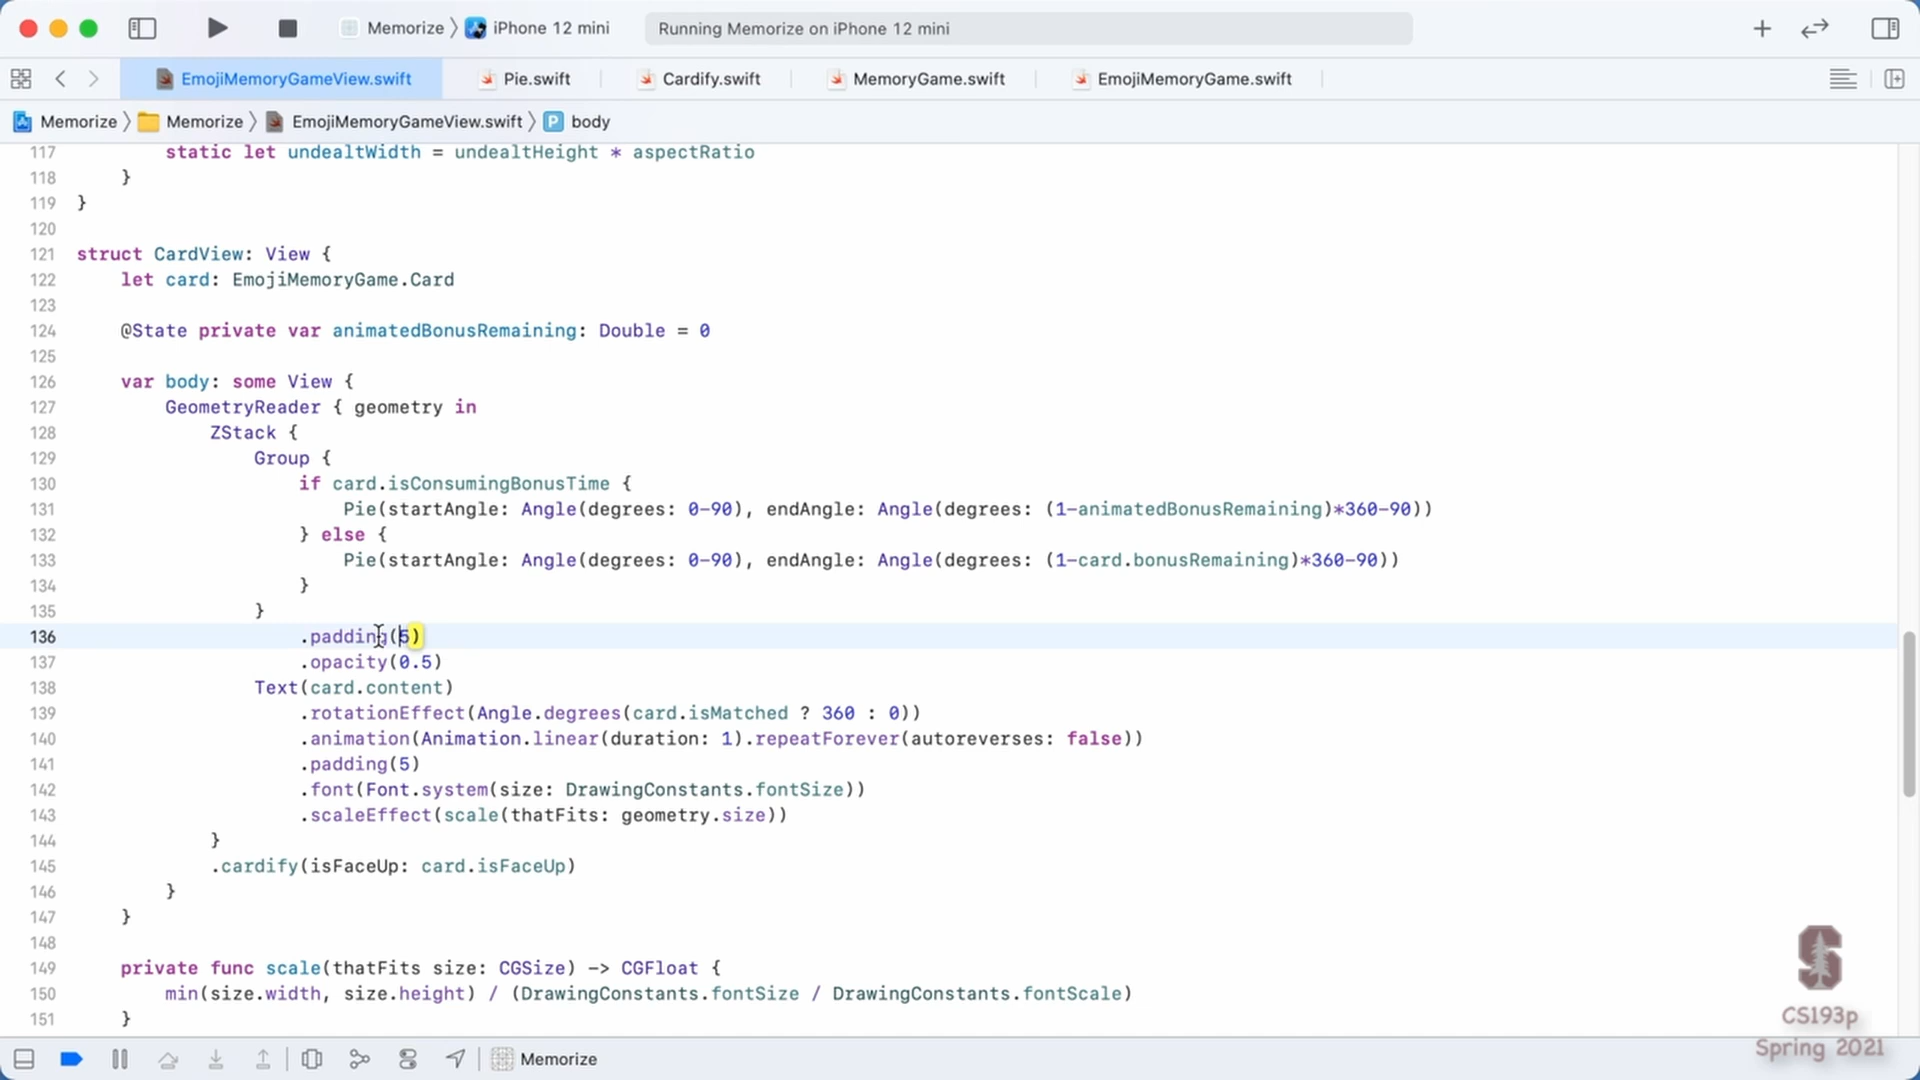 Memorize 〉 iPhone 12 mini
Running Memorize on iPhone 12 mini
EmojiMemoryGameView.swift
Pie.swift
Cardify.swift
MemoryGame.swift
EmojiMemoryGame.swift
Memorize 〉 Memorize 〉 EmojiMemoryGameView.swift 〉 P body
117 static let undealtWidth = undealtHeight * aspectRatio
118 }
119 }
120
121 struct CardView: View {
122 let card: EmojiMemoryGame.Card
123
124 @State private var animatedBonusRemaining: Double = 0
125
126 var body: some View {
127 GeometryReader { geometry in
128 ZStack {
129 Group {
130 if card.isConsumingBonusTime {
131 Pie(startAngle: Angle(degrees: 0-90), endAngle: Angle(degrees: (1-animatedBonusRemaining)*360-90))
132 } else {
133 Pie(startAngle: Angle(degrees: 0-90), endAngle: Angle(degrees: (1-card.bonusRemaining)*360-90))
134 }
135 }
136 .padding(5)
137 .opacity(0.5)
138 Text(card.content)
139 .rotationEffect(Angle.degrees(card.isMatched ? 360 : 0))
140 .animation(Animation.linear(duration: 1).repeatForever(autoreverses: false))
141 .padding(5)
142 .font(Font.system(size: DrawingConstants.fontSize))
143 .scaleEffect(scale(thatFits: geometry.size))
144 }
145 .cardify(isFaceUp: card.isFaceUp)
146 }
147 }
148
149 private func scale(thatFits size: CGSize) -> CGFloat {
150 min(size.width, size.height) / (DrawingConstants.fontSize / DrawingConstants.fontScale)
151 }
CS193p
Spring 2021
Memorize